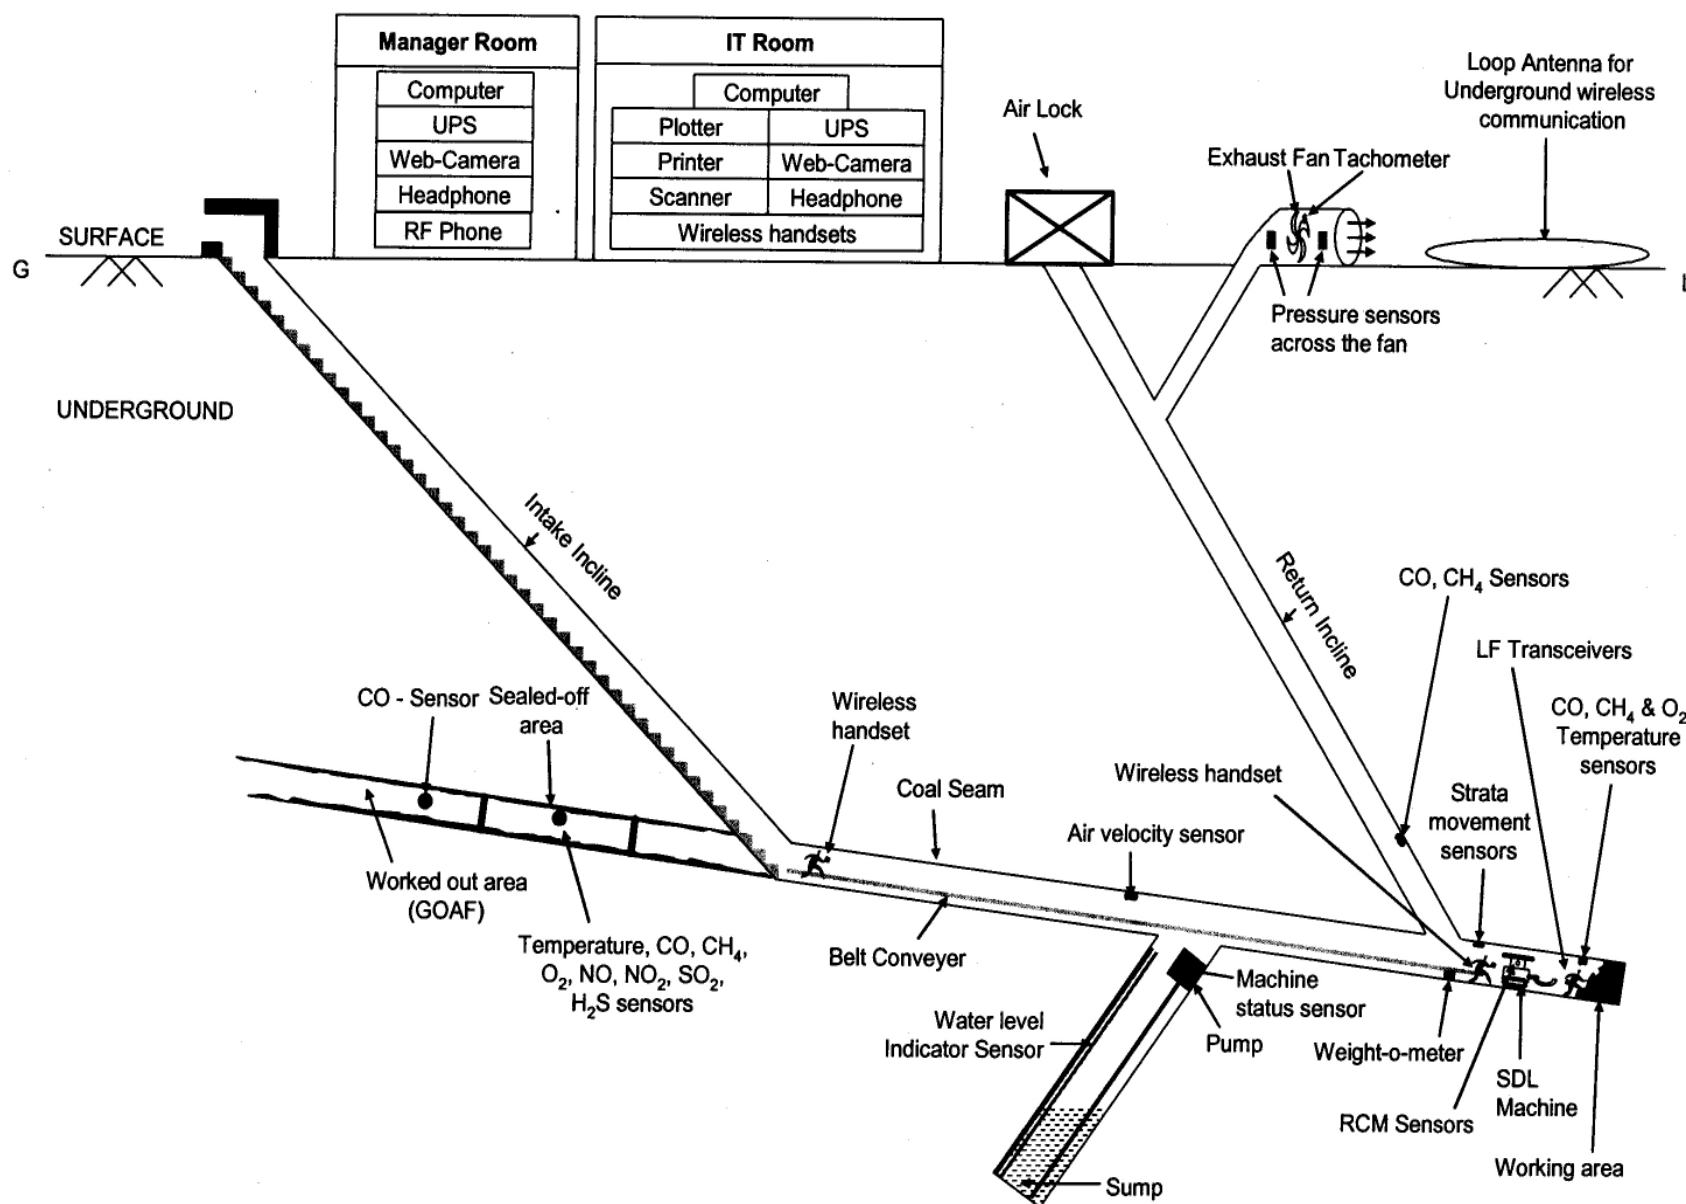 Manager Room
Computer
UPS
Web-Camera
Headphone
RF Phone
IT Room
Computer
Plotter
UPS
Printer
Web-Camera
Scanner
Headphone
Wireless handsets
Air Lock
Exhaust Fan Tachometer
Loop Antenna for
Underground wireless
communication
SURFACE
G
L
Pressure sensors
across the fan
UNDERGROUND
Intake Incline
Return Incline
CO, CH₄ Sensors
LF Transceivers
CO, CH₄ & O₂
Temperature
sensors
CO - Sensor
Sealed-off
area
Wireless
handset
Coal Seam
Wireless handset
Air velocity sensor
Strata
movement
sensors
Worked out area
(GOAF)
Temperature, CO, CH₄,
O₂, NO, NO₂, SO₂,
H₂S sensors
Belt Conveyer
Water level
Indicator Sensor
Machine
status sensor
Pump
Weight-o-meter
SDL
Machine
RCM Sensors
Working area
Sump